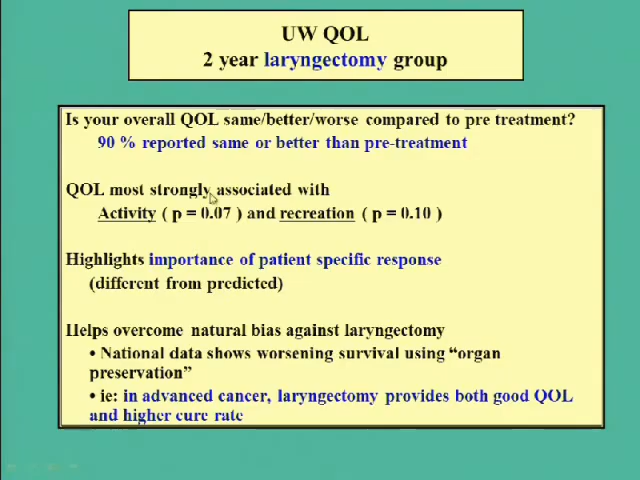 UW QOL
2 year laryngectomy group
Is your overall QOL same/better/worse compared to pre treatment?
90 % reported same or better than pre-treatment
QOL most strongly associated with
Activity ( p = 0.07 ) and recreation ( p = 0.10 )
Highlights importance of patient specific response
(different from predicted)
Helps overcome natural bias against laryngectomy
• National data shows worsening survival using “organ
preservation”
• ie: in advanced cancer, laryngectomy provides both good QOL
and higher cure rate